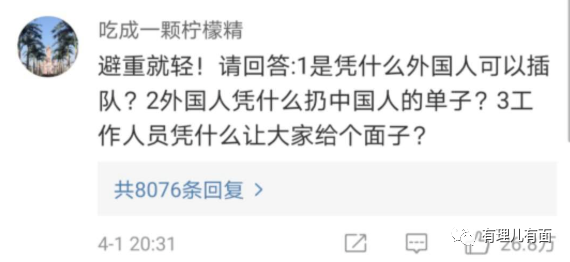 吃成一颗柠檬精
避重就轻！请回答:1是凭什么外国人可以插
队？2外国人凭什么扔中国人的单子？3工
作人员凭什么让大家给个面子？
共8076条回复 >
4-1 20:31
26.8万
有理儿有面